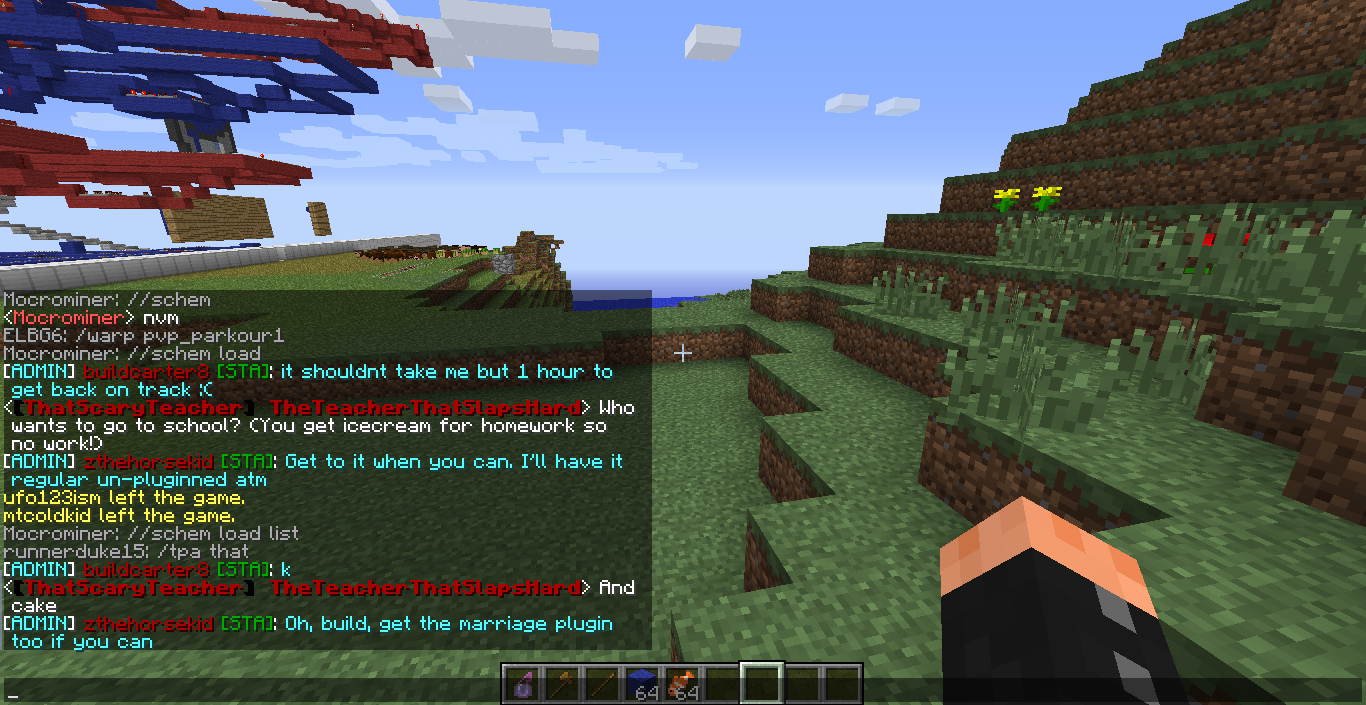 Mocrominer: //schem
<Mocrominer> nvm
ELBG6: /warp pvp_parkour1
Mocrominer: //schem load
[ADMIN] buildcarter8 [STA]: it shouldnt take me but 1 hour to
get back on track :(
<[ThatScaryTeacher] TheTeacherThatSlapsHard> Who
wants to go to school? (You get icecream for homework so
no work!)
[ADMIN] zthehorsekid [STA]: Get to it when you can. I'll have it
regular un-pluginned atm
ufo123ism left the game.
mtcoldkid left the game.
Mocrominer: //schem load list
runnerduke15: /tpa that
[ADMIN] buildcarter8 [STA]: k
<[ThatScaryTeacher] TheTeacherThatSlapsHard> And
cake
[ADMIN] zthehorsekid [STA]: Oh, build, get the marriage plugin
too if you can
_
64 64